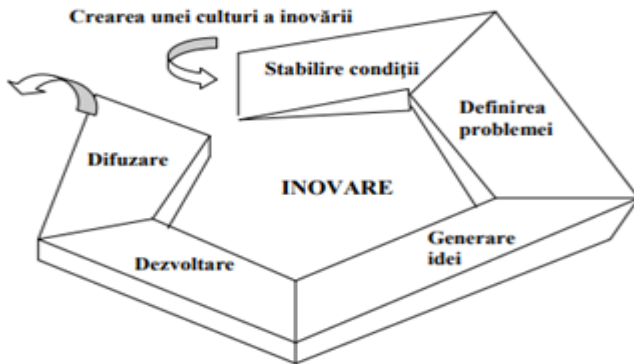 Crearea unei culturi a inovării
Stabilire condiţii
Definirea
problemei
Difuzare
INOVARE
Generare
idei
Dezvoltare